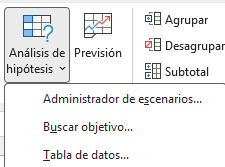 Análisis de
hipótesis
Previsión
Agrupar
Desagrupar
Subtotal
Administrador de escenarios...
Buscar objetivo...
Tabla de datos...